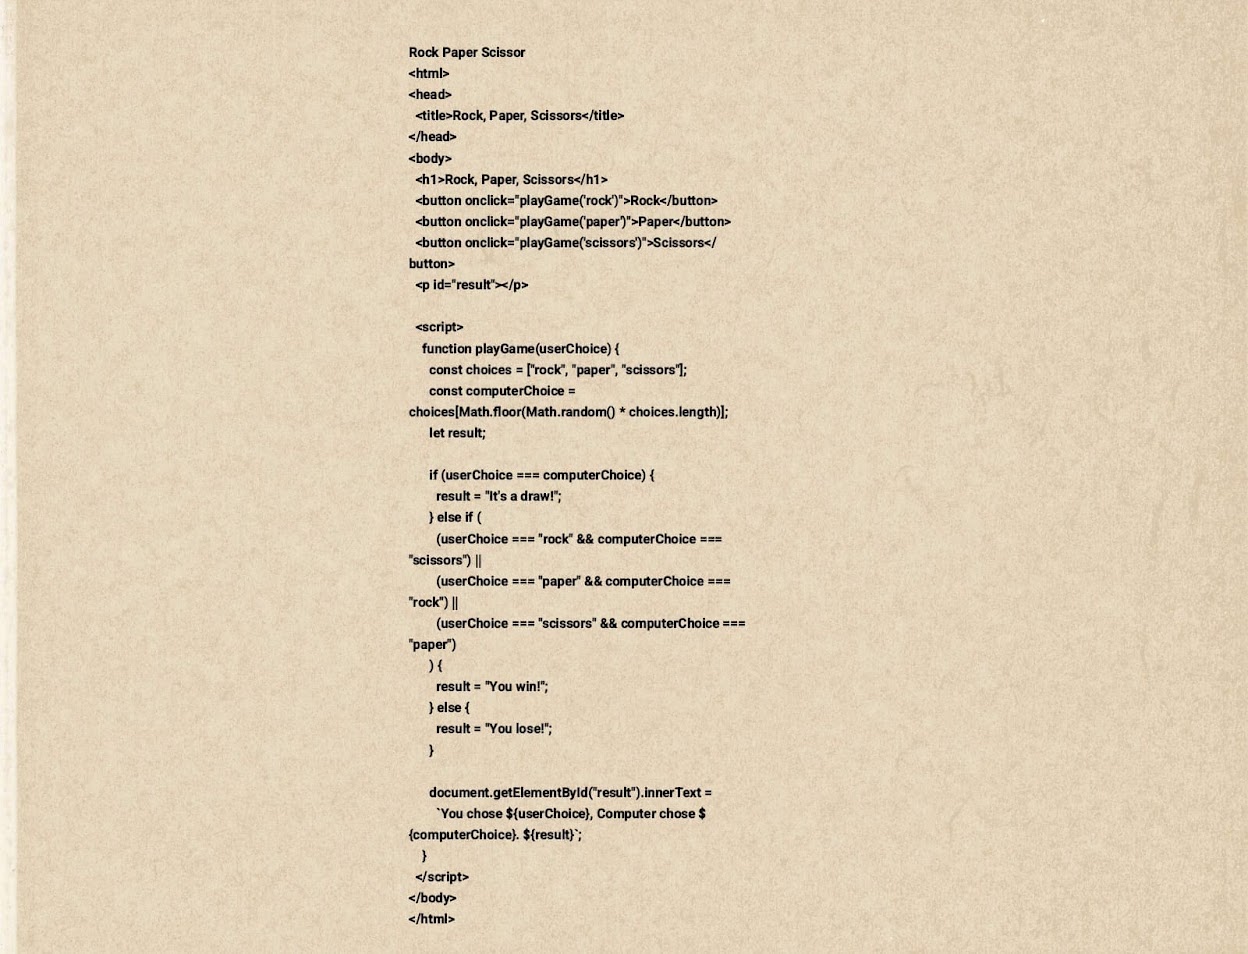 Rock Paper Scissor
<html>
<head>
  <title>Rock, Paper, Scissors</title>
</head>
<body>
  <h1>Rock, Paper, Scissors</h1>
  <button onclick="playGame('rock')">Rock</button>
  <button onclick="playGame('paper')">Paper</button>
  <button onclick="playGame('scissors')">Scissors</
button>
  <p id="result"></p>

  <script>
    function playGame(userChoice) {
      const choices = ["rock", "paper", "scissors"];
      const computerChoice =
choices[Math.floor(Math.random() * choices.length)];
      let result;

      if (userChoice === computerChoice) {
        result = "It's a draw!";
      } else if (
        (userChoice === "rock" && computerChoice ===
"scissors") ||
        (userChoice === "paper" && computerChoice ===
"rock") ||
        (userChoice === "scissors" && computerChoice ===
"paper")
      ) {
        result = "You win!";
      } else {
        result = "You lose!";
      }

      document.getElementById("result").innerText =
        `You chose ${userChoice}, Computer chose $
{computerChoice}. ${result}`;
    }
  </script>
</body>
</html>